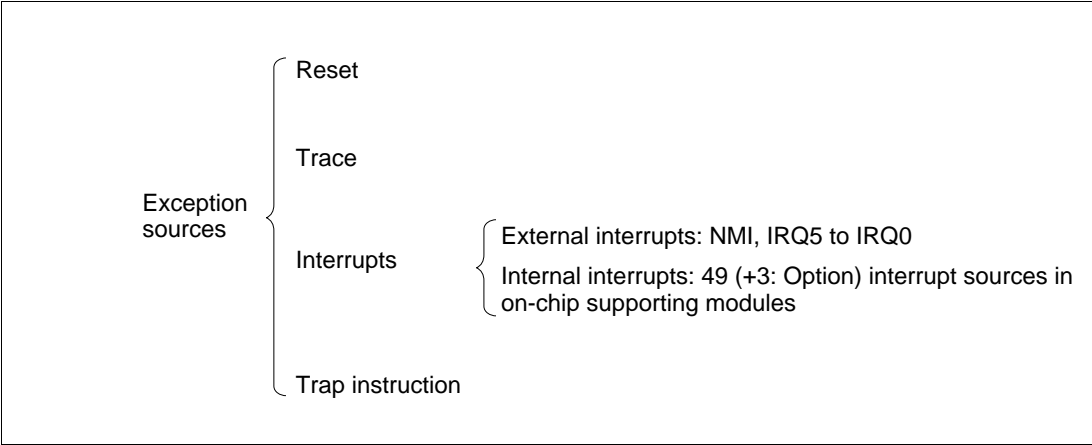 Reset
Trace
Exception
sources
Interrupts
External interrupts: NMI, IRQ5 to IRQ0
Internal interrupts: 49 (+3: Option) interrupt sources in
on-chip supporting modules
Trap instruction